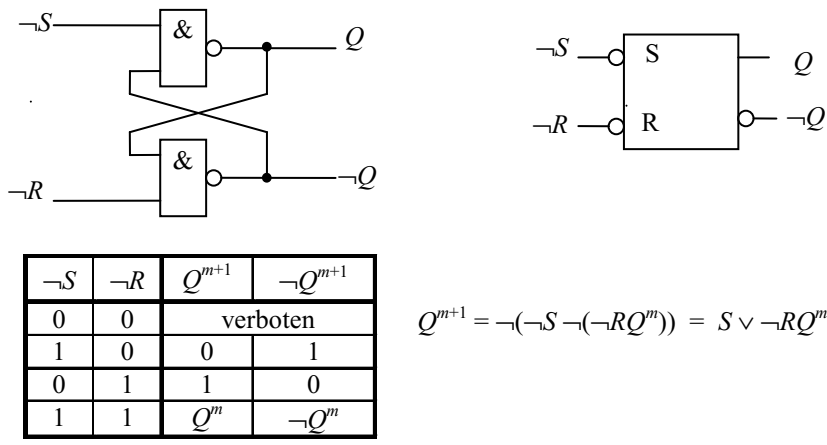 ¬S & Q
¬R & ¬Q
¬S S Q
¬R R ¬Q
¬S ¬R Q^{m+1} ¬Q^{m+1}
0 0 verboten
1 0 0 1
0 1 1 0
1 1 Q^m ¬Q^m
Q^{m+1} = ¬(¬S ¬(¬RQ^m)) = S ∨ ¬RQ^m